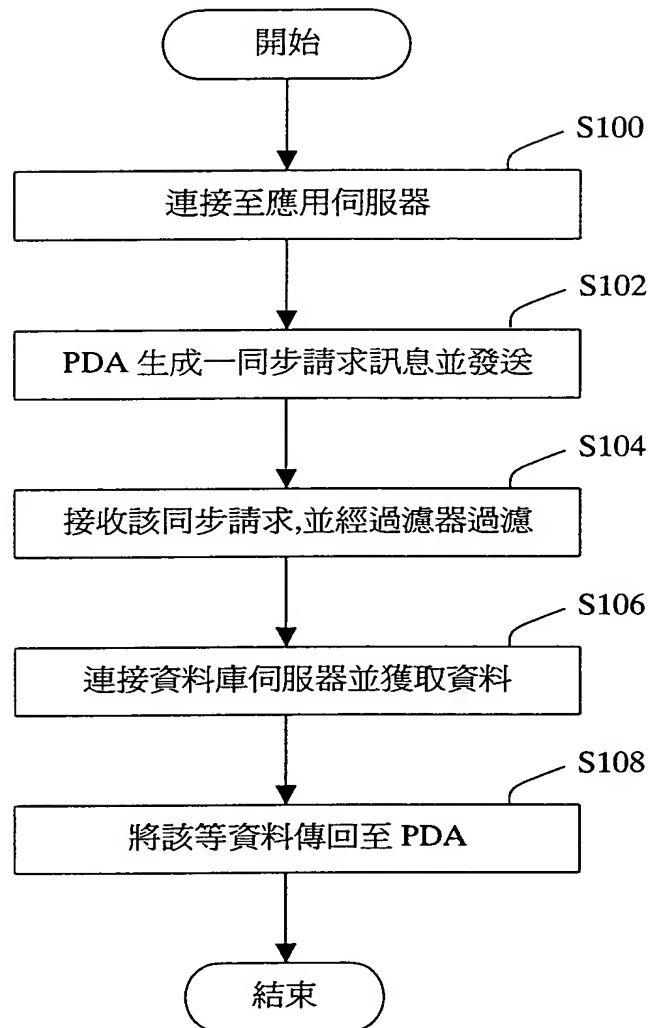 開始
S100
連接至應用伺服器
S102
PDA 生成一同步請求訊息並發送
S104
接收該同步請求,並經過濾器過濾
S106
連接資料庫伺服器並獲取資料
S108
將該等資料傳回至 PDA
結束